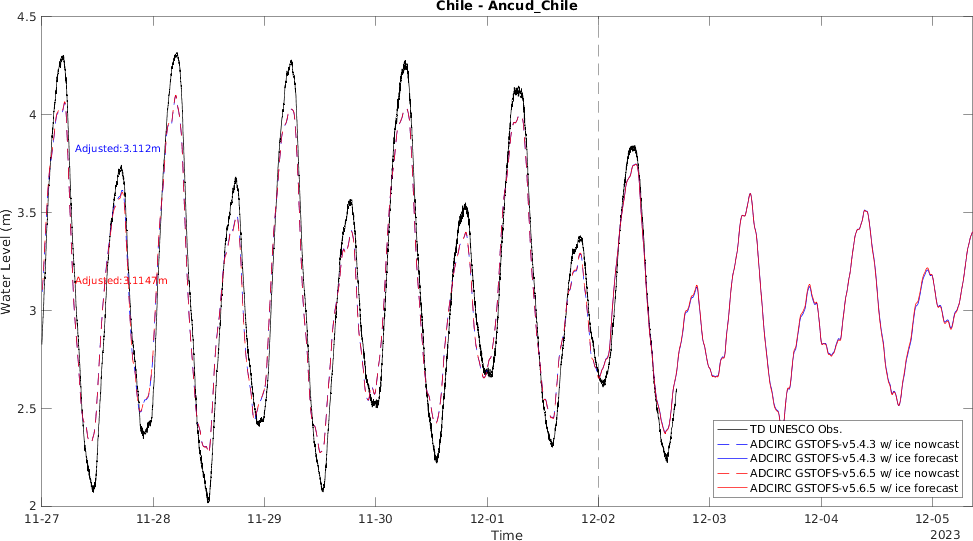 Chile - Ancud_Chile
4.5
4
3.5
3
2.5
2
Water Level (m)
Adjusted:3.112m
Adjusted:3.1147m
TD UNESCO Obs.
ADCIRC GSTOFS-v5.4.3 w/ ice nowcast
ADCIRC GSTOFS-v5.4.3 w/ ice forecast
ADCIRC GSTOFS-v5.6.5 w/ ice nowcast
ADCIRC GSTOFS-v5.6.5 w/ ice forecast
11-27 11-28 11-29 11-30 12-01 12-02 12-03 12-04 12-05
Time
2023